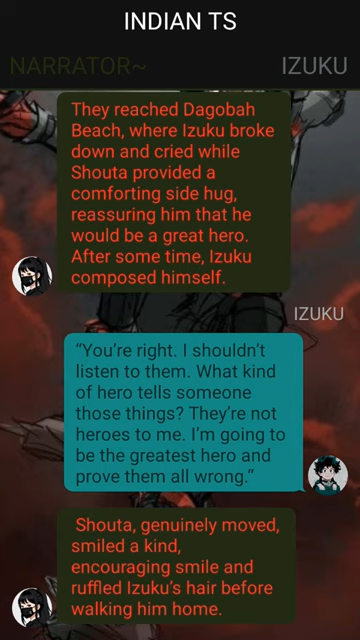 INDIAN TS
NARRATOR~
IZUKU
They reached Dagobah
Beach, where Izuku broke
down and cried while
Shouta provided a
comforting side hug,
reassuring him that he
would be a great hero.
After some time, Izuku
composed himself.
IZUKU
“You’re right. I shouldn’t
listen to them. What kind
of hero tells someone
those things? They’re not
heroes to me. I’m going to
be the greatest hero and
prove them all wrong.”
Shouta, genuinely moved,
smiled a kind,
encouraging smile and
ruffled Izuku’s hair before
walking him home.